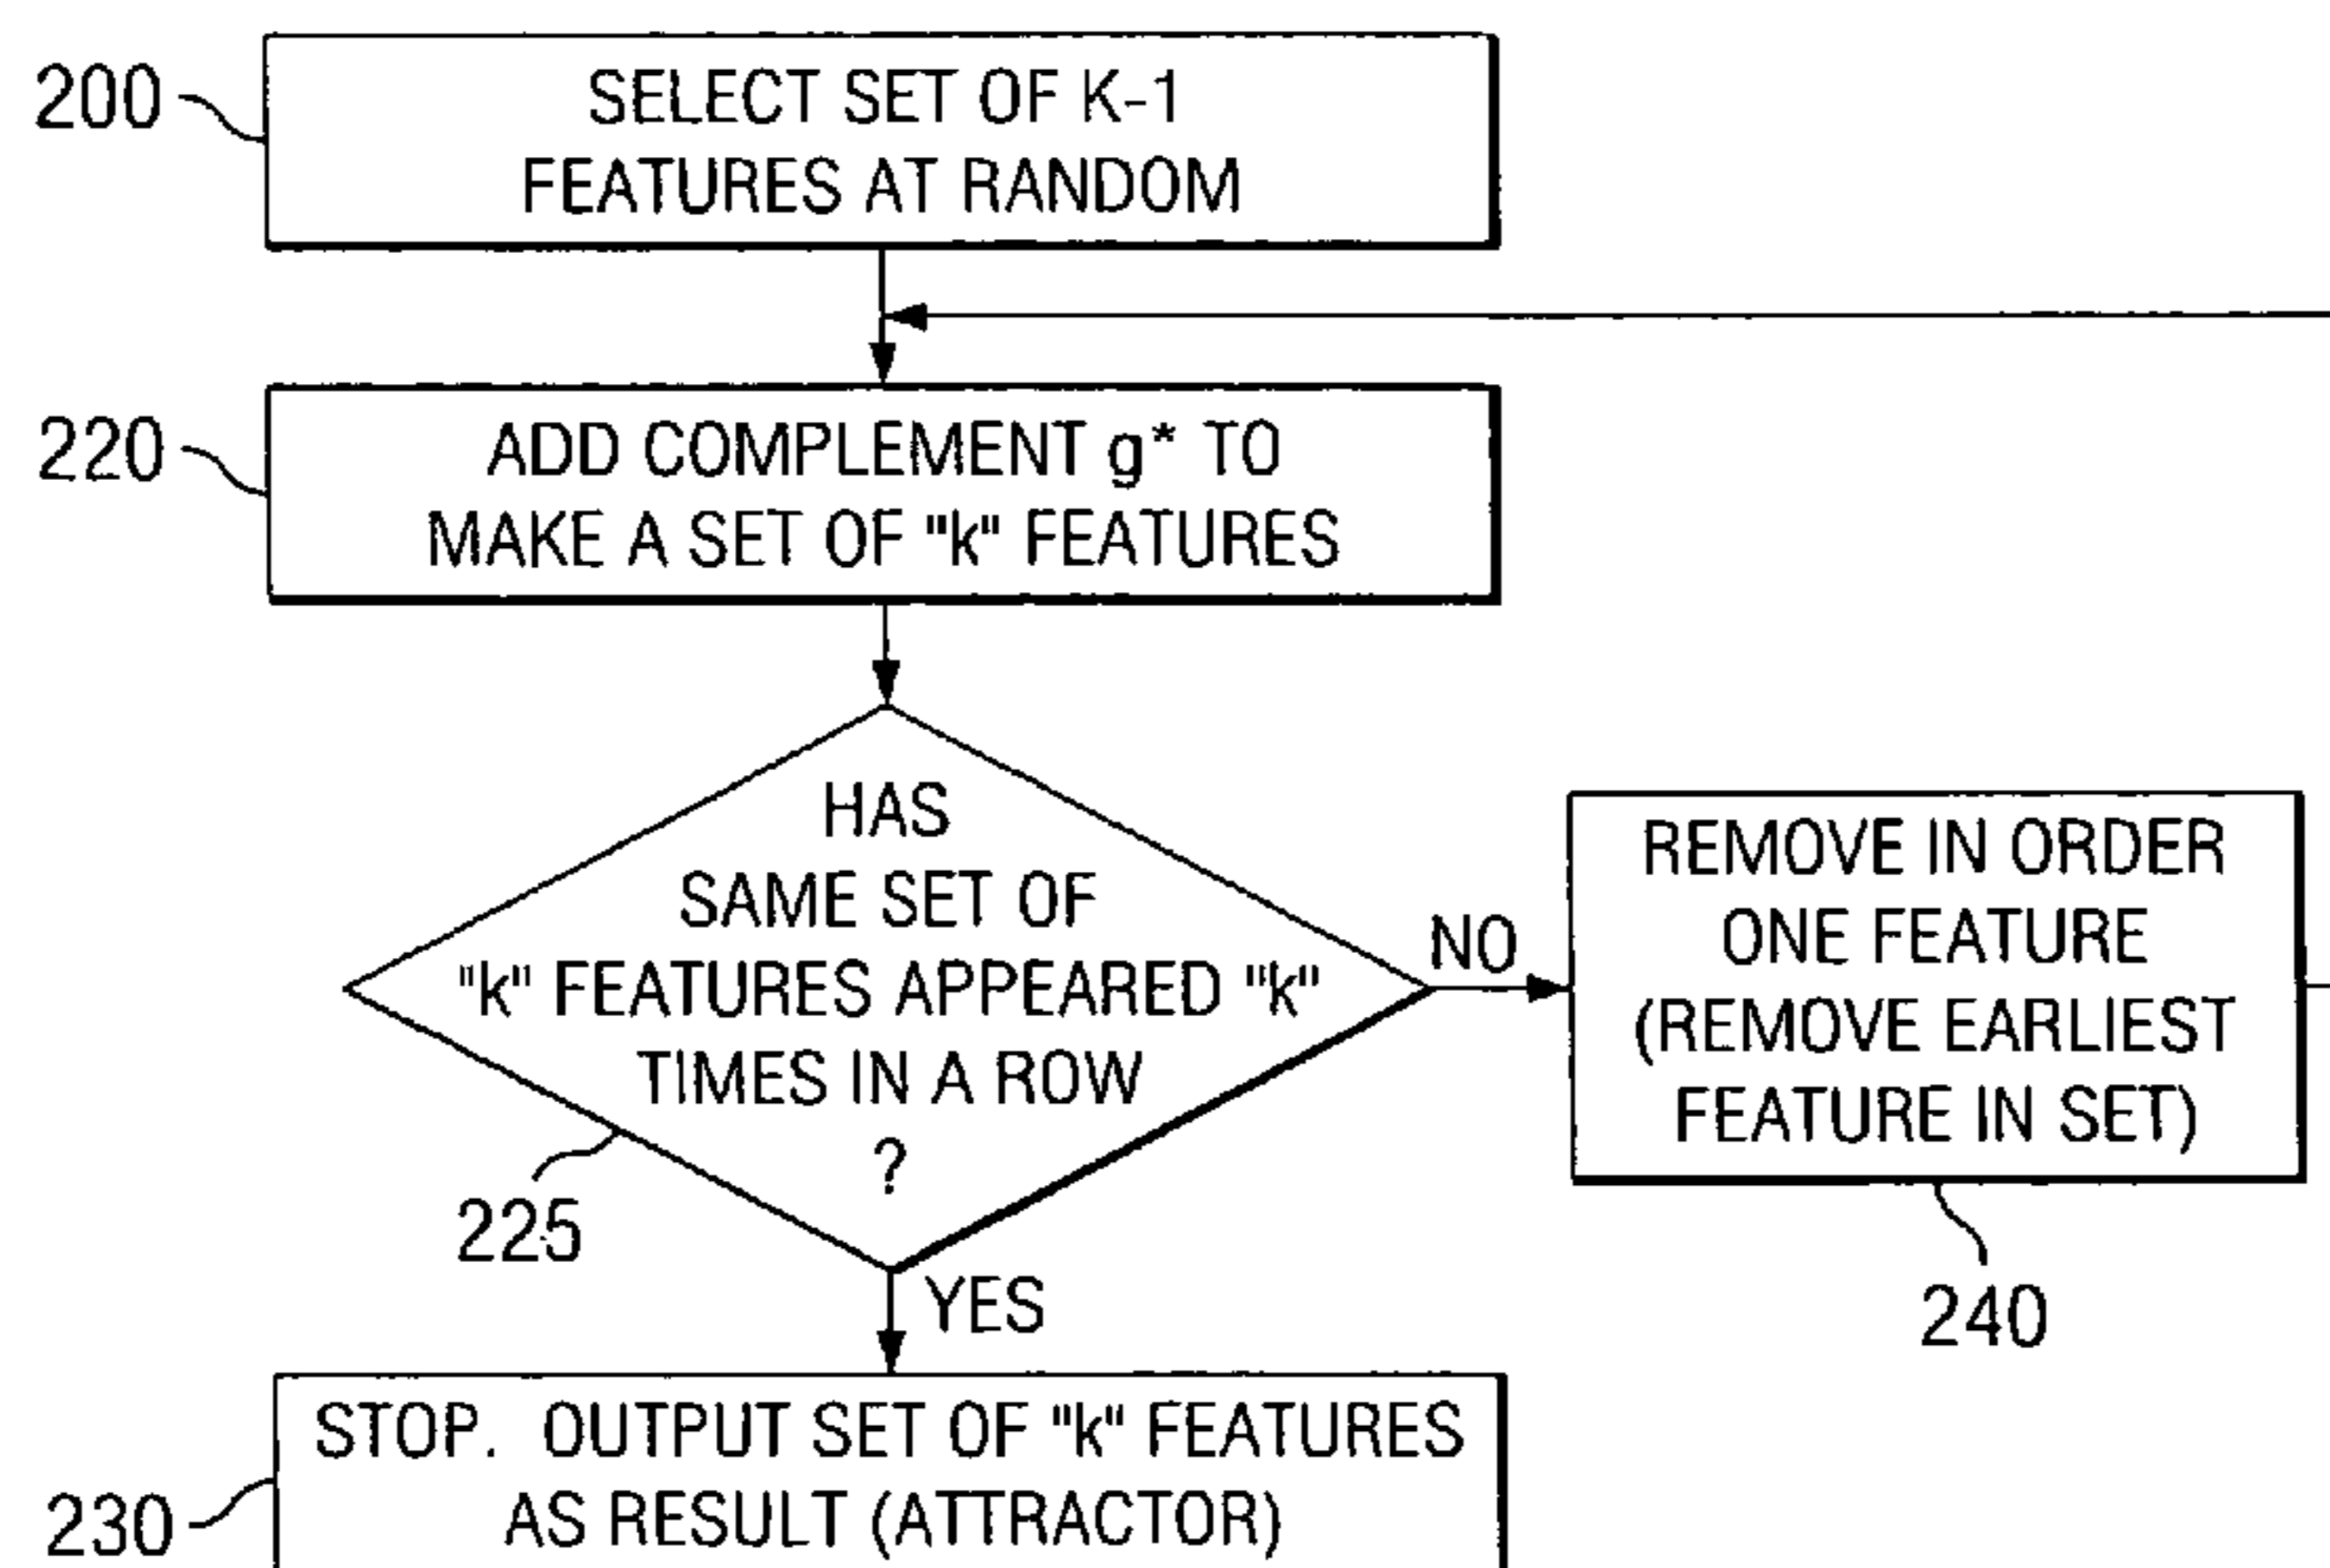 200
SELECT SET OF K-1
FEATURES AT RANDOM
220
ADD COMPLEMENT g* TO
MAKE A SET OF "k" FEATURES
HAS
SAME SET OF
"k" FEATURES APPEARED "k"
TIMES IN A ROW
?
225
NO
REMOVE IN ORDER
ONE FEATURE
(REMOVE EARLIEST
FEATURE IN SET)
240
YES
230
STOP. OUTPUT SET OF "k" FEATURES
AS RESULT (ATTRACTOR)